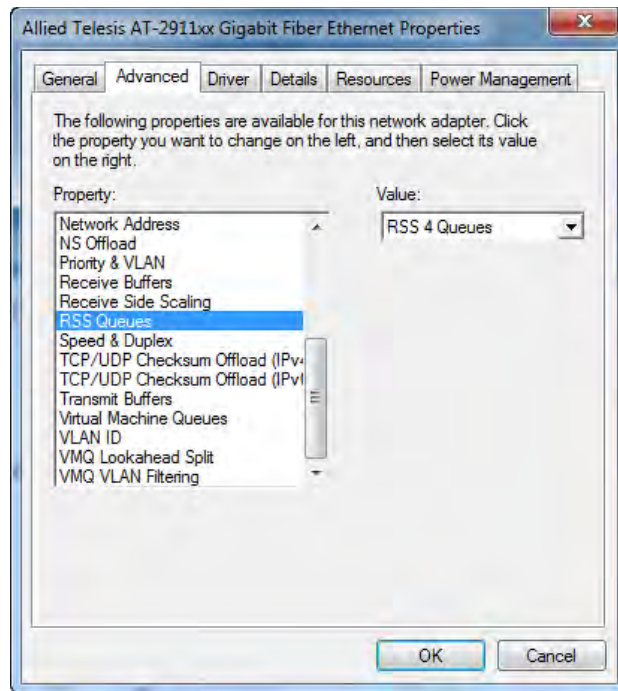 Allied Telesis AT-2911xx Gigabit Fiber Ethernet Properties
General Advanced Driver Details Resources Power Management
The following properties are available for this network adapter. Click
the property you want to change on the left, and then select its value
on the right.
Property:
Value:
Network Address
NS Offload
Priority & VLAN
Receive Buffers
Receive Side Scaling
RSS Queues
Speed & Duplex
TCP/UDP Checksum Offload (IPv4
TCP/UDP Checksum Offload (IPv
Transmit Buffers
Virtual Machine Queues
VLAN ID
VMQ Lookahead Split
VMQ VLAN Filtering
RSS 4 Queues
OK Cancel